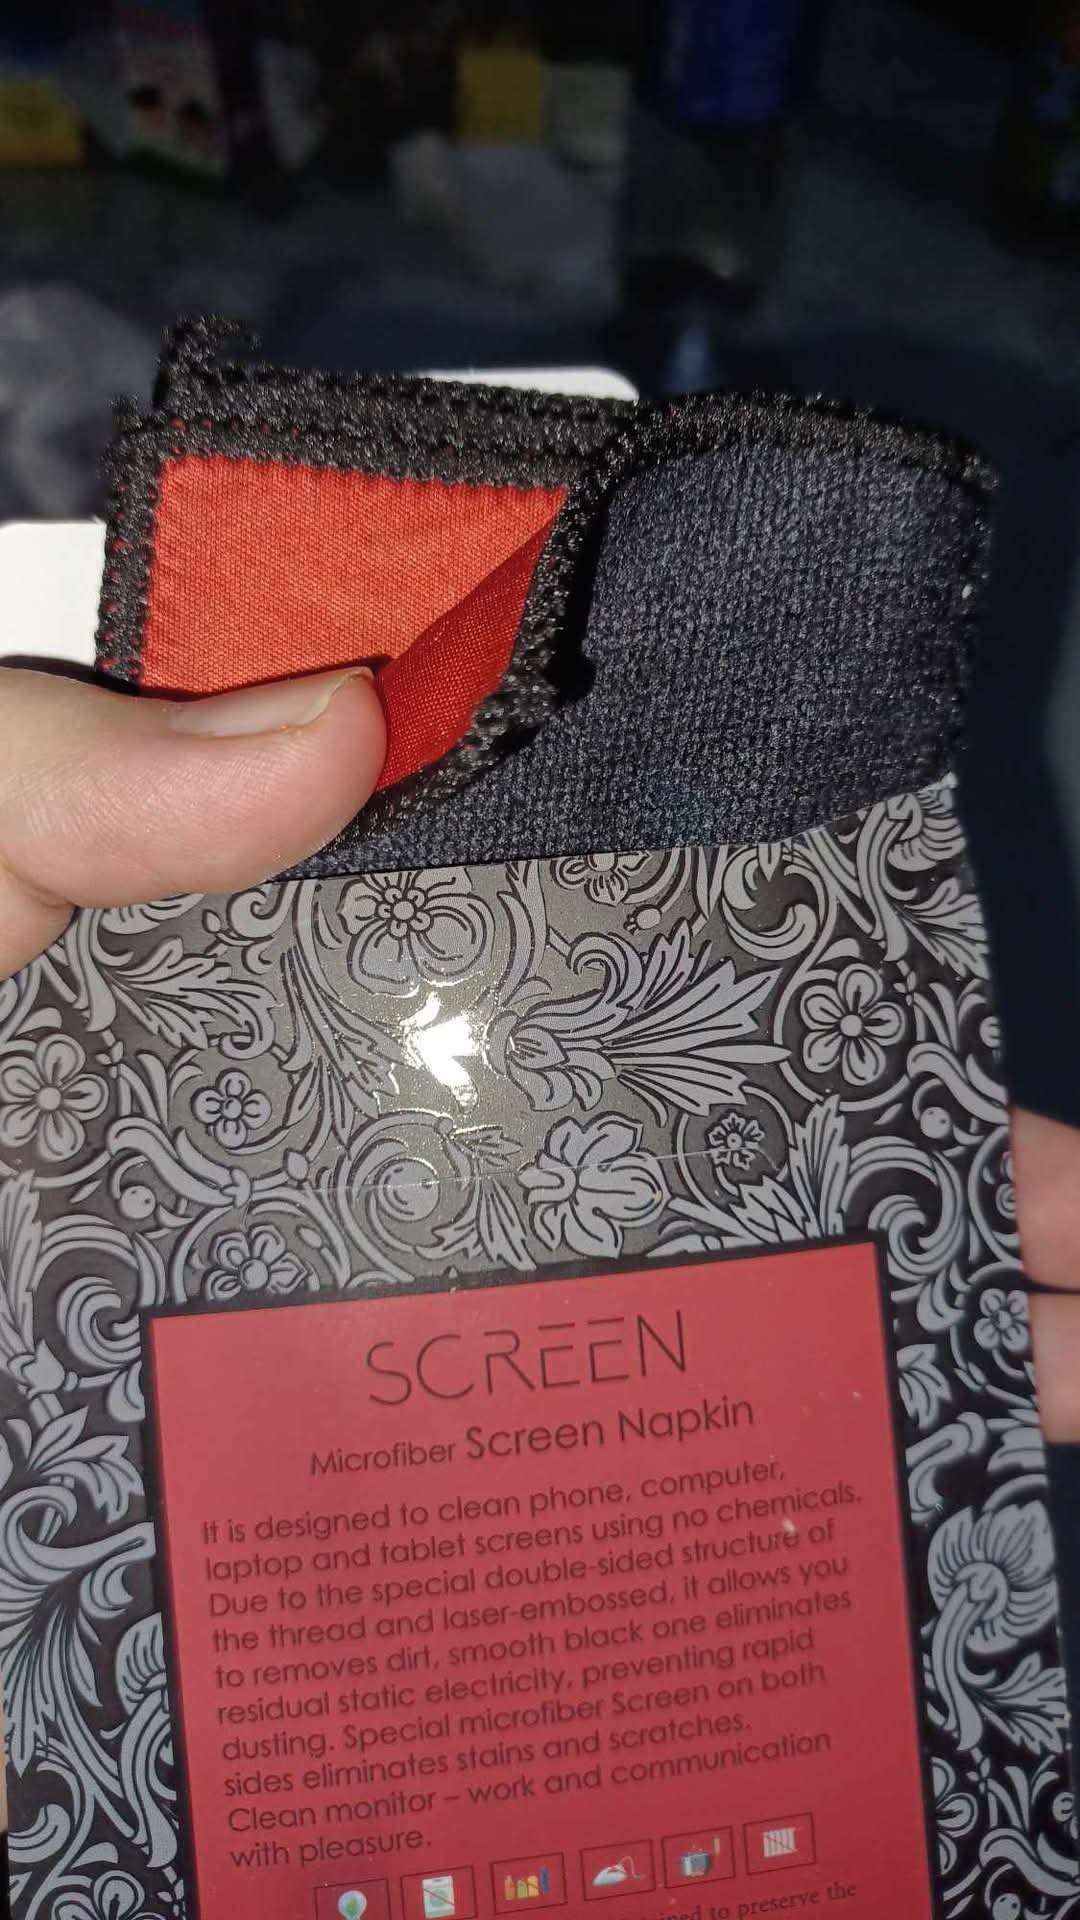 SCREEN
Microfiber Screen Napkin
It is designed to clean phone, computer,
laptop and tablet screens using no chemicals.
Due to the special double-sided structure of
the thread and laser-embossed, it allows you
to removes dirt, smooth black one eliminates
residual static electricity, preventing rapid
dusting. Special microfiber Screen on both
sides eliminates stains and scratches.
Clean monitor – work and communication
with pleasure.
to preserve the